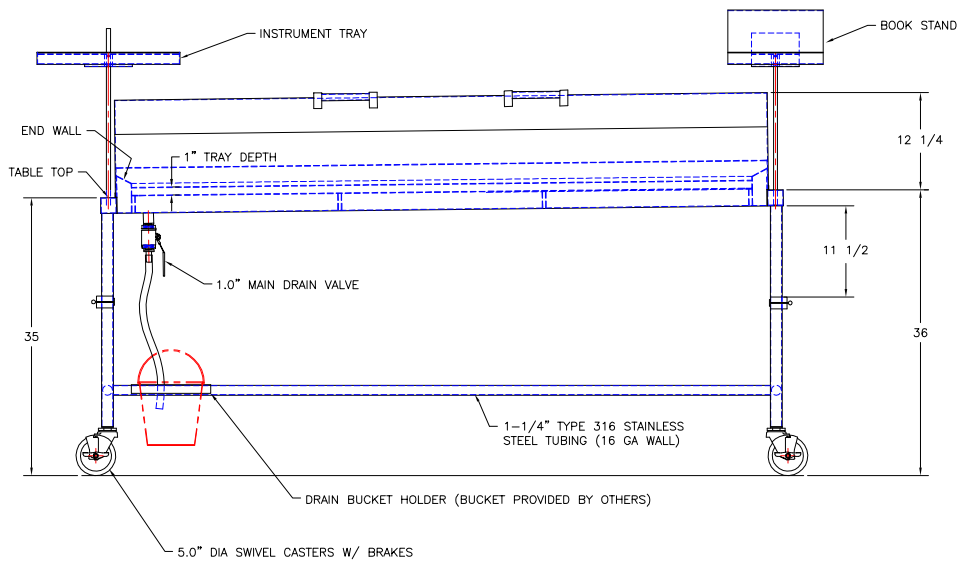 INSTRUMENT TRAY
BOOK STAND
END WALL
12 1/4
1” TRAY DEPTH
TABLE TOP
11 1/2
1.0” MAIN DRAIN VALVE
35
36
1-1/4” TYPE 316 STAINLESS
STEEL TUBING (16 GA WALL)
DRAIN BUCKET HOLDER (BUCKET PROVIDED BY OTHERS)
5.0” DIA SWIVEL CASTERS W/ BRAKES